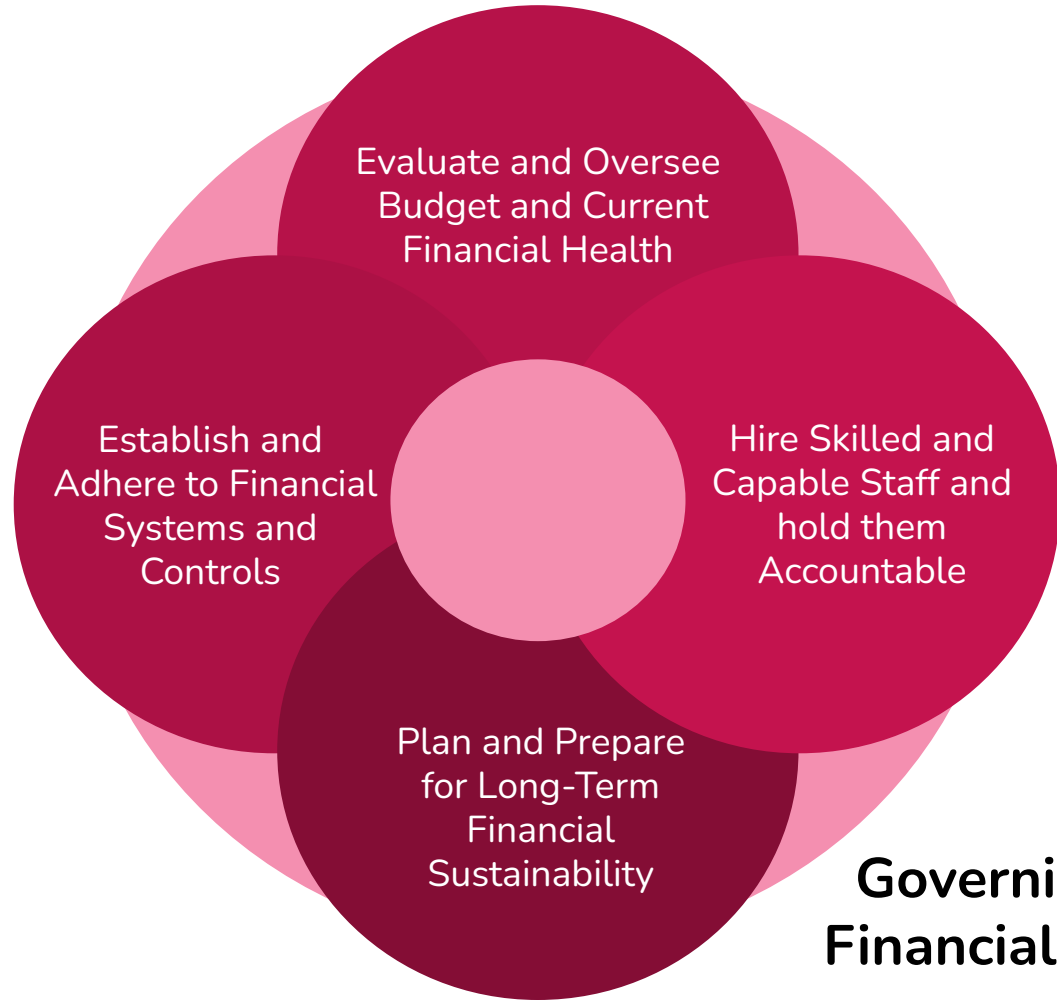 Evaluate and Oversee
Budget and Current
Financial Health
Establish and
Adhere to Financial
Systems and
Controls
Hire Skilled and
Capable Staff and
hold them
Accountable
Plan and Prepare
for Long-Term
Financial
Sustainability
Governi
Financial